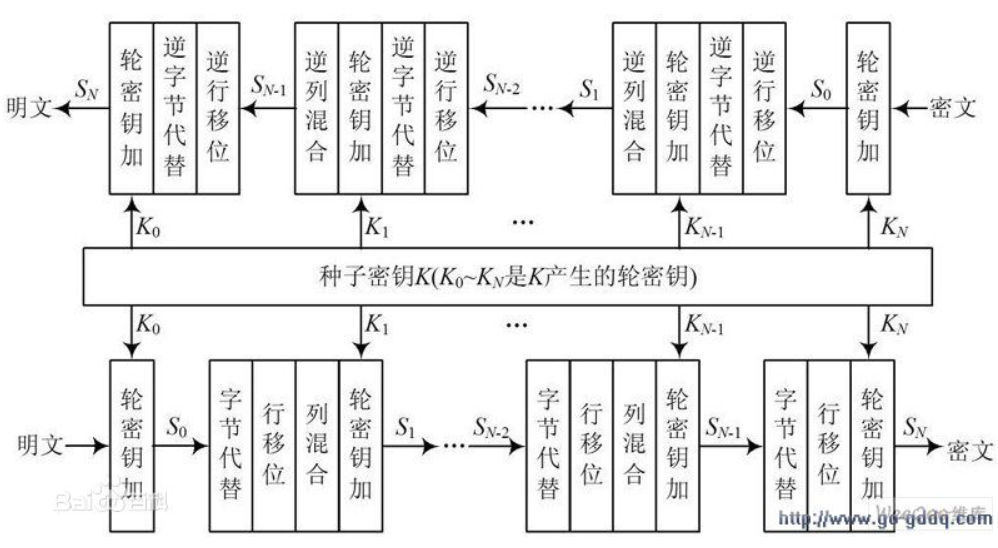 明文 S_N 轮密钥加 逆字节代替 逆行移位 S_{N-1} 逆列混合 轮密钥加 逆字节代替 逆行移位 S_{N-2} ··· S_1 逆列混合 轮密钥加 逆字节代替 逆行移位 S_0 轮密钥加 密文
K_0 K_1 ··· K_{N-1} K_N
种子密钥K(K_0~K_N是K产生的轮密钥)
K_0 K_1 ··· K_{N-1} K_N
明文 轮密钥加 S_0 字节代替 行移位 列混合 轮密钥加 S_1 ··· S_{N-2} 字节代替 行移位 列混合 轮密钥加 S_{N-1} 字节代替 行移位 轮密钥加 S_N 密文
Bai 百科
http://www.go-gddq.com